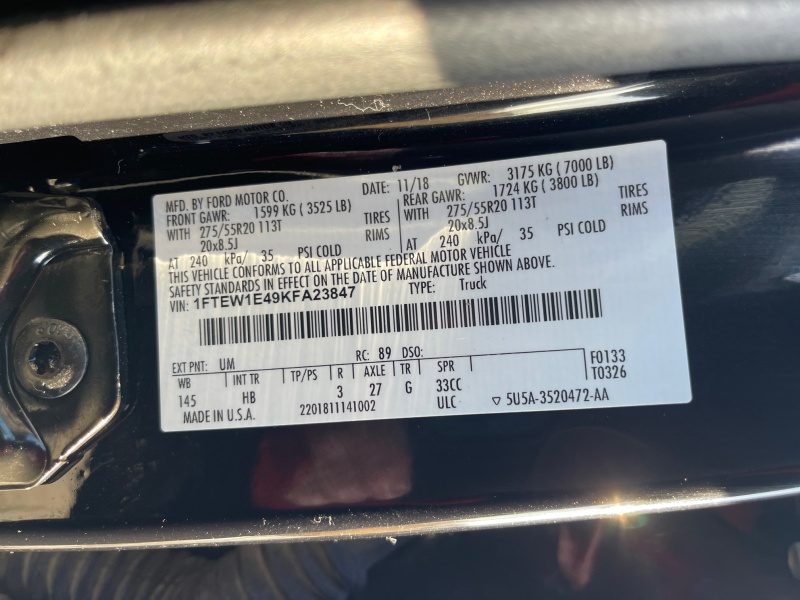 MFD. BY FORD MOTOR CO.
DATE: 11/18 GVWR: 3175 KG (7000 LB)
FRONT GAWR: 1599 KG (3525 LB)
WITH 275/55R20 113T TIRES
20x8.5J RIMS
AT 240 kPa/ 35 PSI COLD
REAR GAWR: 1724 KG (3800 LB)
WITH 275/55R20 113T TIRES
20x8.5J RIMS
AT 240 kPa/ 35 PSI COLD
THIS VEHICLE CONFORMS TO ALL APPLICABLE FEDERAL MOTOR VEHICLE
SAFETY STANDARDS IN EFFECT ON THE DATE OF MANUFACTURE SHOWN ABOVE.
VIN: 1FTEW1E49KFA23847 TYPE: Truck
EXT PNT: UM RC: 89 DSO: F0133
WB INT TR TP/PS R AXLE TR SPR T0326
145 HB 3 27 G 33CC
MADE IN U.S.A. 2201811141002 ULC ▽ 5U5A-3520472-AA